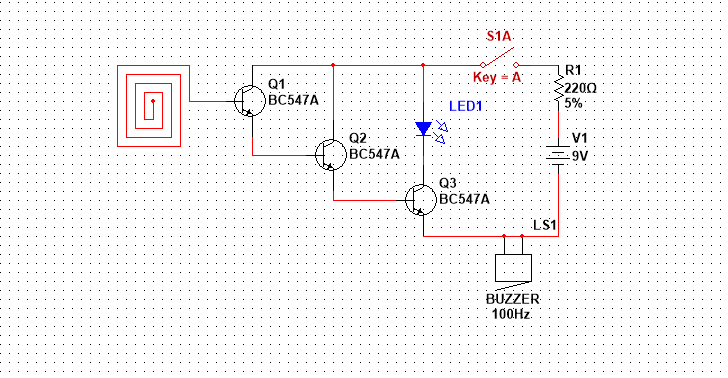 S1A
Key = A
R1
220Ω
5%
Q1
BC547A
LED1
V1
9V
Q2
BC547A
Q3
BC547A
LS1
BUZZER
100Hz